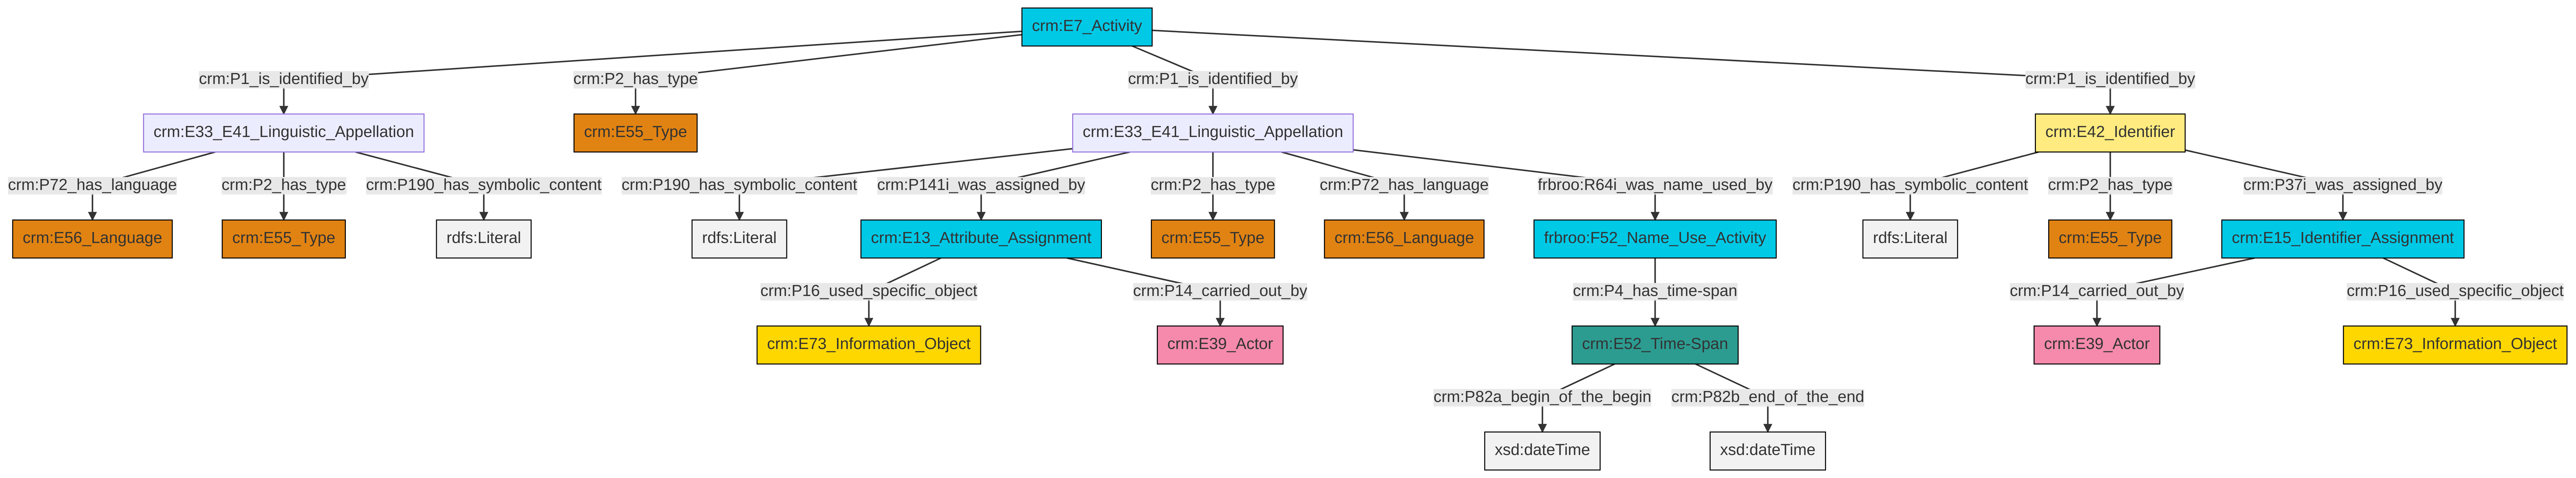 crm:E7_Activity
crm:P1_is_identified_by
crm:P2_has_type
crm:P1_is_identified_by
crm:P1_is_identified_by
crm:E33_E41_Linguistic_Appellation
crm:E55_Type
crm:E33_E41_Linguistic_Appellation
crm:E42_Identifier
crm:P72_has_language
crm:P2_has_type
crm:P190_has_symbolic_content
crm:P190_has_symbolic_content
crm:P141i_was_assigned_by
crm:P2_has_type
crm:P72_has_language
frbroo:R64i_was_name_used_by
crm:P190_has_symbolic_content
crm:P2_has_type
crm:P37i_was_assigned_by
crm:E56_Language
crm:E55_Type
rdfs:Literal
rdfs:Literal
crm:E13_Attribute_Assignment
crm:E55_Type
crm:E56_Language
frbroo:F52_Name_Use_Activity
rdfs:Literal
crm:E55_Type
crm:E15_Identifier_Assignment
crm:P16_used_specific_object
crm:P14_carried_out_by
crm:P4_has_time-span
crm:P14_carried_out_by
crm:P16_used_specific_object
crm:E73_Information_Object
crm:E39_Actor
crm:E52_Time-Span
crm:E39_Actor
crm:E73_Information_Object
crm:P82a_begin_of_the_begin
crm:P82b_end_of_the_end
xsd:dateTime
xsd:dateTime